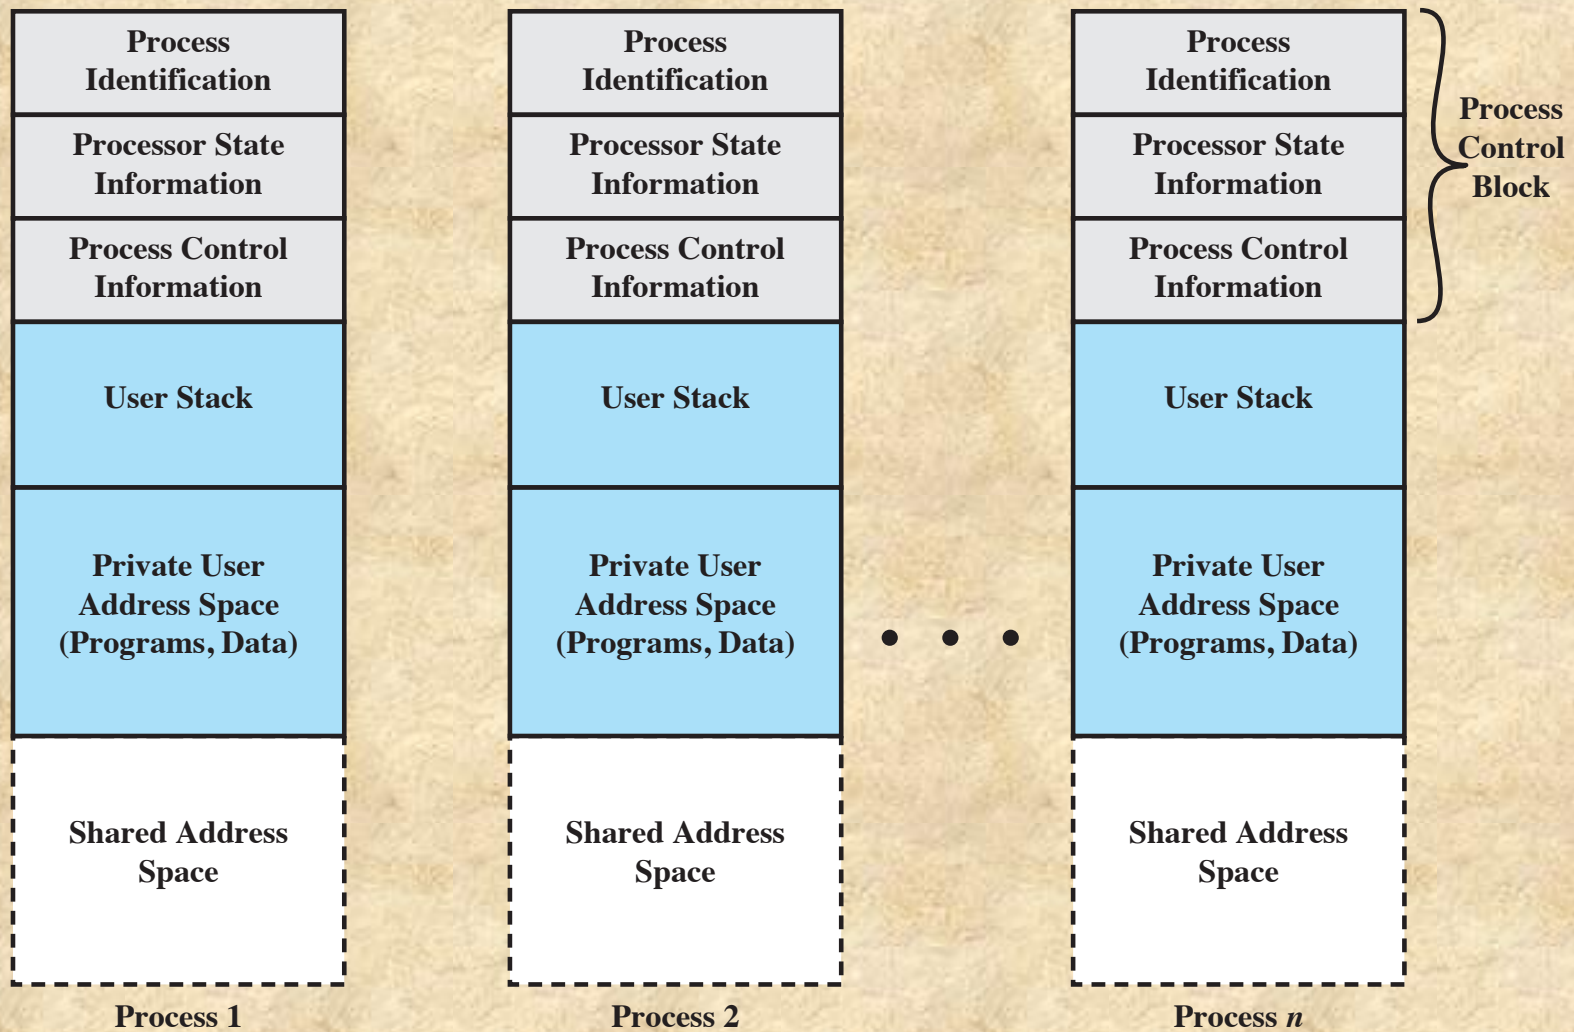 Process
Identification
Processor State
Information
Process Control
Information
User Stack
Private User
Address Space
(Programs, Data)
Shared Address
Space
Process 1
Process
Identification
Processor State
Information
Process Control
Information
User Stack
Private User
Address Space
(Programs, Data)
Shared Address
Space
Process 2
• • •
Process
Identification
Processor State
Information
Process Control
Information
User Stack
Private User
Address Space
(Programs, Data)
Shared Address
Space
Process n
Process
Control
Block